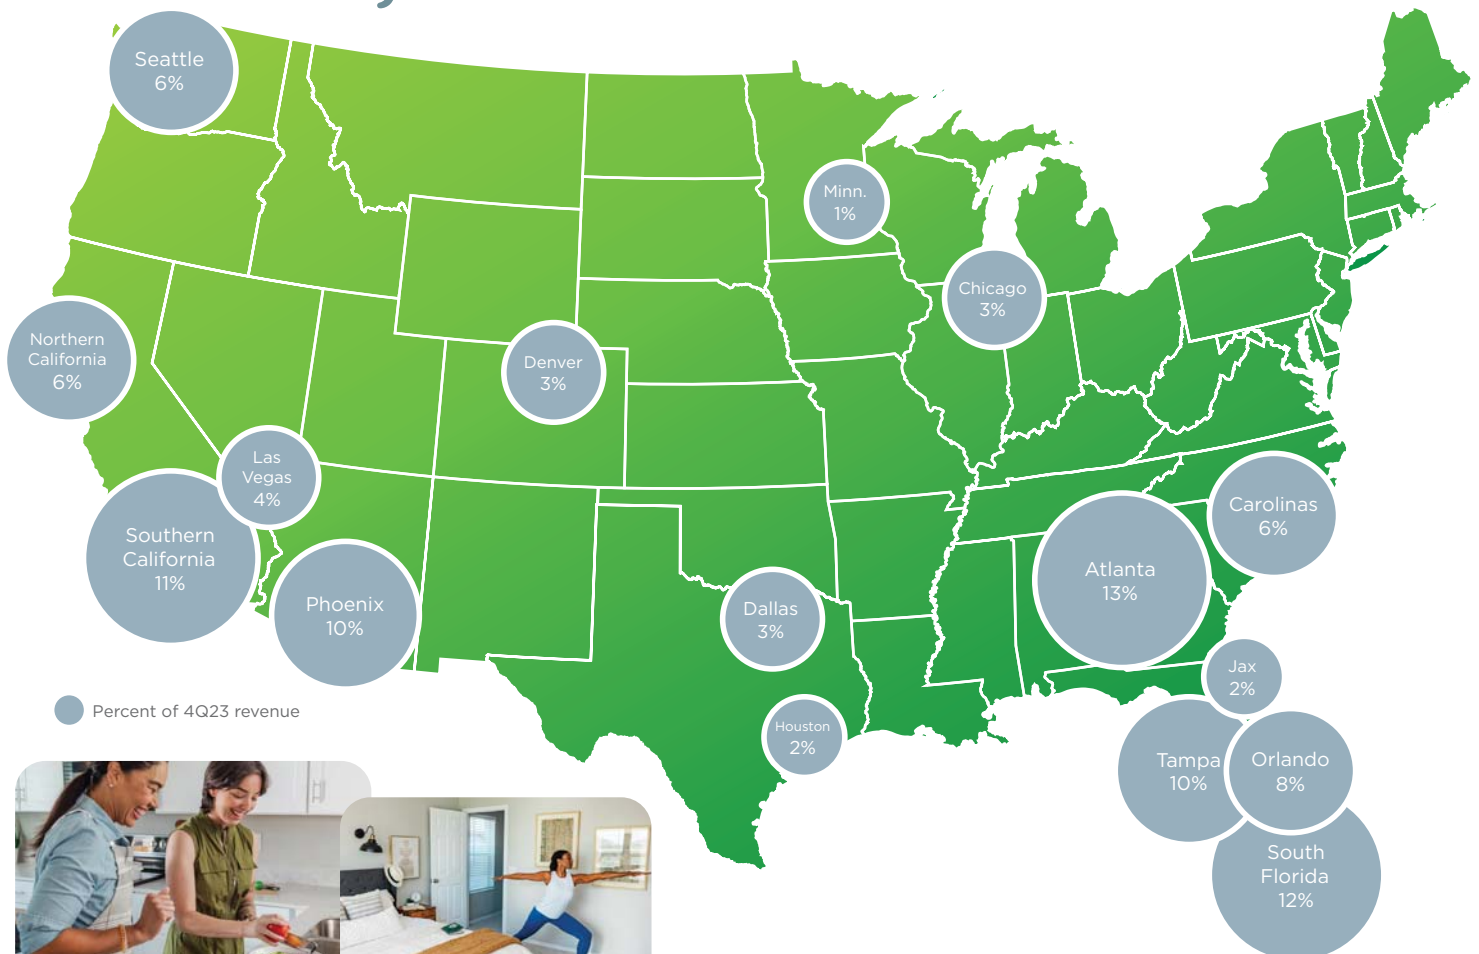 Seattle
6%
Minn.
1%
Chicago
3%
Northern
California
6%
Denver
3%
Las
Vegas
4%
Southern
California
11%
Carolinas
6%
Atlanta
13%
Phoenix
10%
Dallas
3%
Jax
2%
Percent of 4Q23 revenue
Houston
2%
Tampa
10%
Orlando
8%
South
Florida
12%